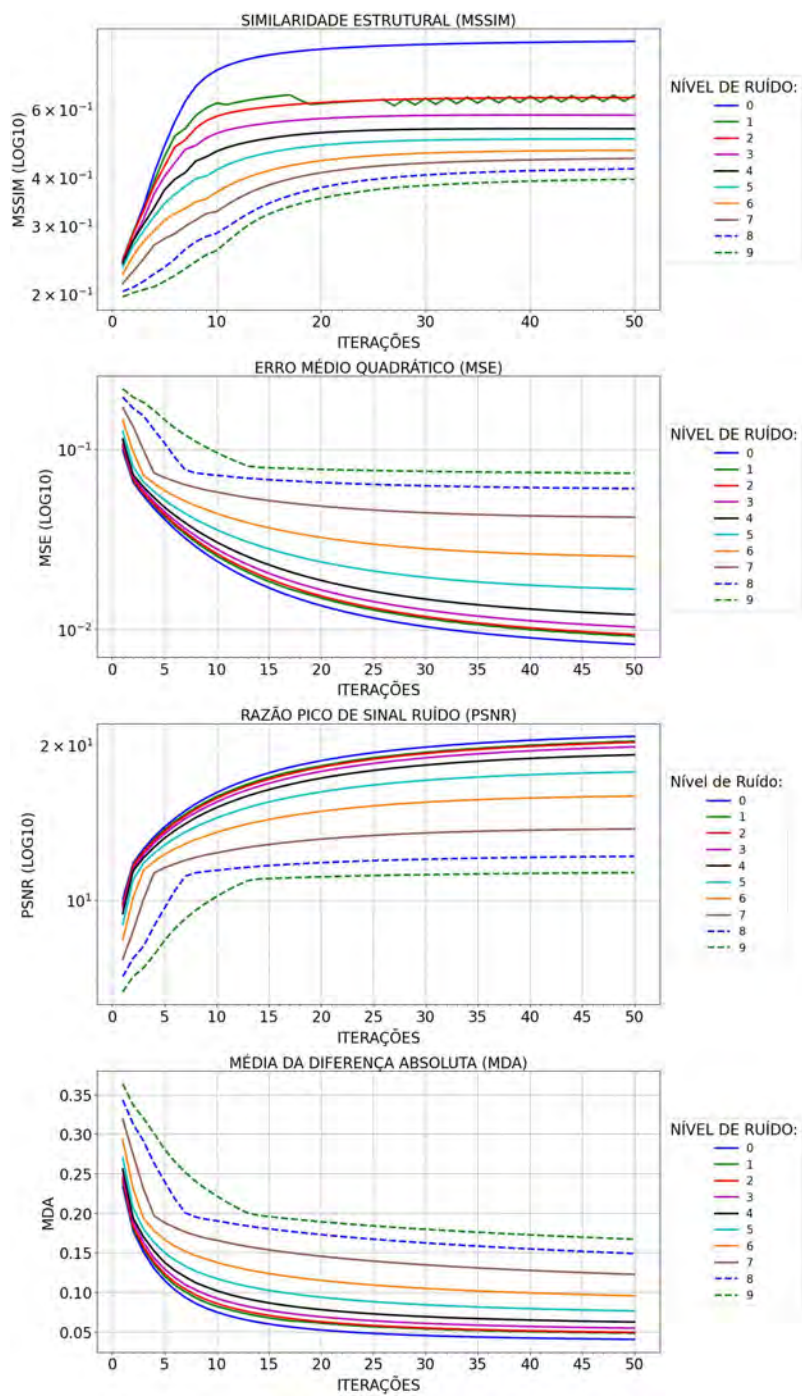 SIMILARIDADE ESTRUTURAL (MSSIM)
MSSIM (LOG10)
6 × 10⁻¹
4 × 10⁻¹
3 × 10⁻¹
2 × 10⁻¹
0 5 10 15 20 25 30 35 40 45 50
ITERAÇÕES
NÍVEL DE RUÍDO:
0
1
2
3
4
5
6
7
8
9
ERRO MÉDIO QUADRÁTICO (MSE)
MSE (LOG10)
10⁻¹
10⁻²
0 5 10 15 20 25 30 35 40 45 50
ITERAÇÕES
NÍVEL DE RUÍDO:
0
1
2
3
4
5
6
7
8
9
RAZÃO PICO DE SINAL RUÍDO (PSNR)
PSNR (LOG10)
2 × 10¹
10¹
0 5 10 15 20 25 30 35 40 45 50
ITERAÇÕES
Nível de Ruído:
0
1
2
3
4
5
6
7
8
9
MÉDIA DA DIFERENÇA ABSOLUTA (MDA)
MDA
0.35
0.30
0.25
0.20
0.15
0.10
0.05
0 5 10 15 20 25 30 35 40 45 50
ITERAÇÕES
NÍVEL DE RUÍDO:
0
1
2
3
4
5
6
7
8
9